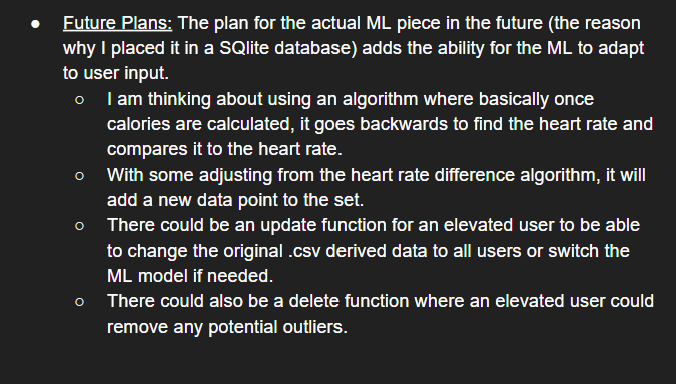 ● Future Plans: The plan for the actual ML piece in the future (the reason
why I placed it in a SQlite database) adds the ability for the ML to adapt
to user input.
○ I am thinking about using an algorithm where basically once
calories are calculated, it goes backwards to find the heart rate and
compares it to the heart rate.
○ With some adjusting from the heart rate difference algorithm, it will
add a new data point to the set.
○ There could be an update function for an elevated user to be able
to change the original .csv derived data to all users or switch the
ML model if needed.
○ There could also be a delete function where an elevated user could
remove any potential outliers.